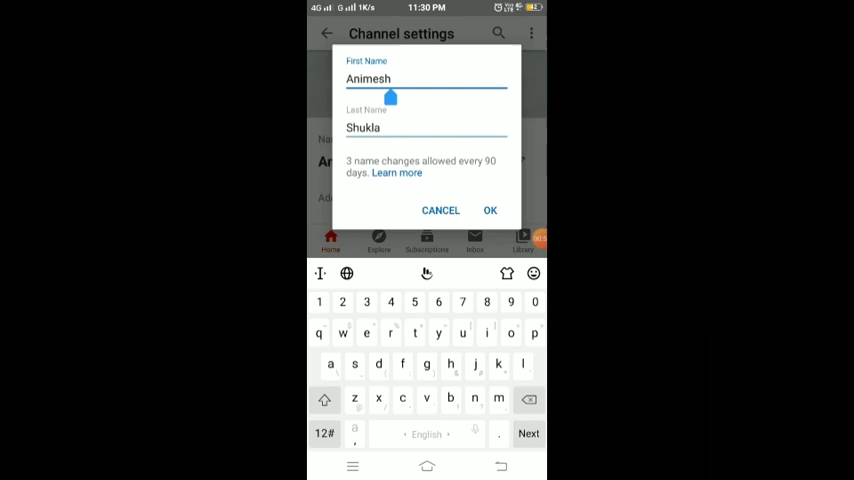 4G G 1K/s 11:30 PM
Channel settings
First Name
Animesh
Last Name
Shukla
3 name changes allowed every 90
days. Learn more
CANCEL OK
Home Explore Subscriptions Inbox Library
1 2 3 4 5 6 7 8 9 0
q w e r t y u i o p
a s d f g h j k l
z x c v b n m
12# a , English . Next